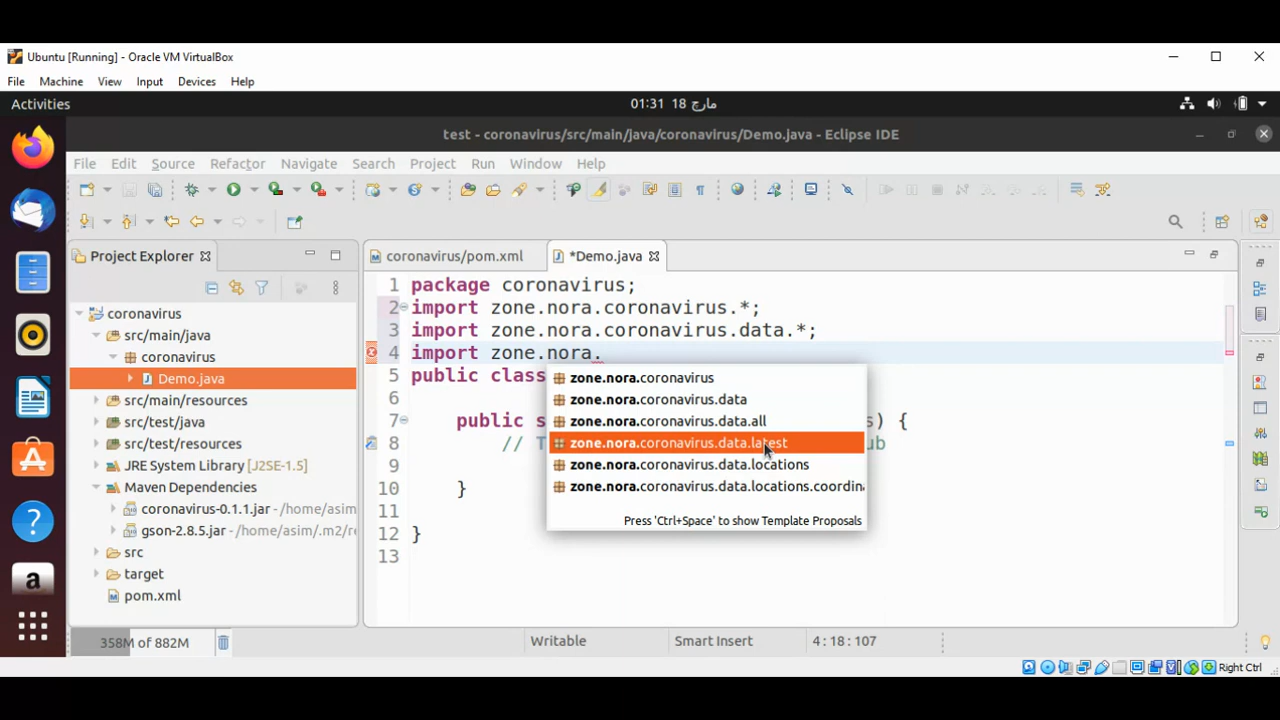 Ubuntu [Running] - Oracle VM VirtualBox
File Machine View Input Devices Help
Activities
01:31 18 مارچ
test - coronavirus/src/main/java/coronavirus/Demo.java - Eclipse IDE
File Edit Source Refactor Navigate Search Project Run Window Help
Project Explorer
coronavirus
src/main/java
coronavirus
Demo.java
src/main/resources
src/test/java
src/test/resources
JRE System Library [J2SE-1.5]
Maven Dependencies
coronavirus-0.1.1.jar - /home/asim/
gson-2.8.5.jar - /home/asim/.m2/re
src
target
pom.xml
coronavirus/pom.xml
*Demo.java
1 package coronavirus;
2 import zone.nora.coronavirus.*;
3 import zone.nora.coronavirus.data.*;
4 import zone.nora.
5 public class
6
7 public s s) {
8 // T ub
9
10 }
11
12 }
13
zone.nora.coronavirus
zone.nora.coronavirus.data
zone.nora.coronavirus.data.all
zone.nora.coronavirus.data.latest
zone.nora.coronavirus.data.locations
zone.nora.coronavirus.data.locations.coordina
Press 'Ctrl+Space' to show Template Proposals
358M of 882M
Writable
Smart Insert
4 : 18 : 107
Right Ctrl